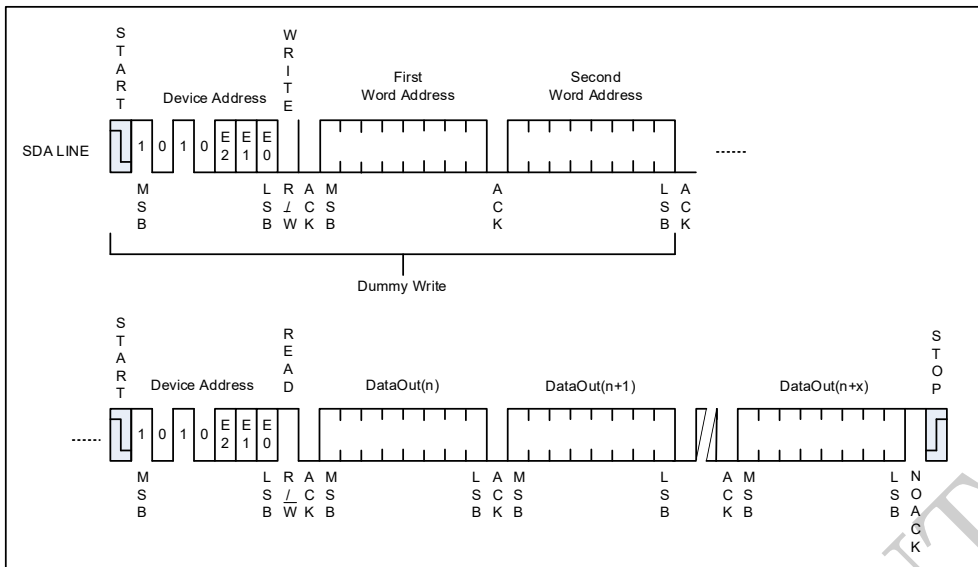 START
WRITE
Device Address
First
Word Address
Second
Word Address
SDA LINE
1 0 1 0 E2 E1 E0
......
MSB
LSB
R/W
ACK
MSB
ACK
LSB
ACK
Dummy Write
START
READ
STOP
Device Address
DataOut(n)
DataOut(n+1)
DataOut(n+x)
......
1 0 1 0 E2 E1 E0
MSB
LSB
R/W
ACK
MSB
LSB
ACK
MSB
LSB
ACK
MSB
LSB
NOACK